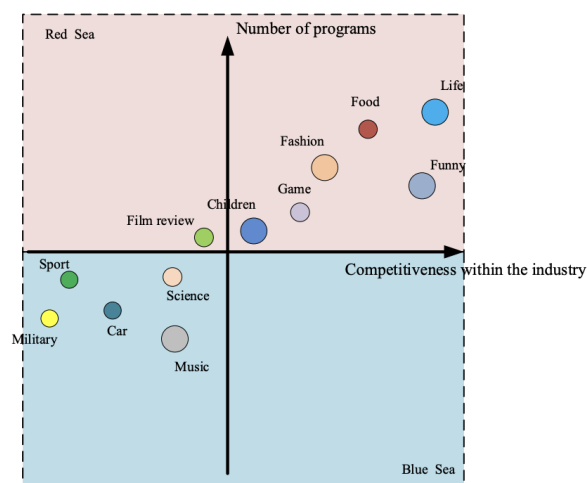 Number of programs
Red Sea
Life
Food
Fashion
Funny
Game
Children
Film review
Competitiveness within the industry
Sport
Science
Car
Military
Music
Blue Sea